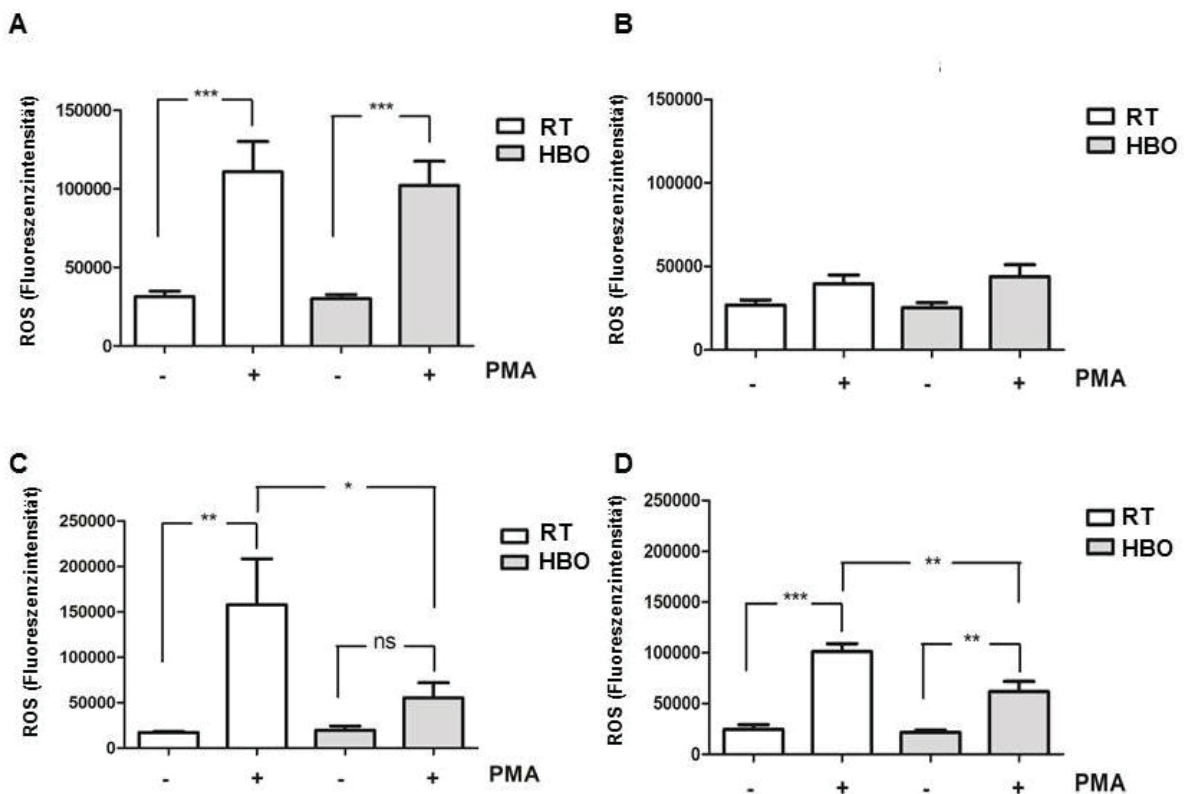 A
ROS (Fluoreszenzintensität)
150000
100000
50000
0
***
***
RT
HBO
- + - + PMA
B
ROS (Fluoreszenzintensität)
150000
100000
50000
0
RT
HBO
- + - + PMA
C
ROS (Fluoreszenzintensität)
250000
200000
150000
100000
50000
0
**
*
ns
RT
HBO
- + - + PMA
D
ROS (Fluoreszenzintensität)
250000
200000
150000
100000
50000
0
***
**
**
RT
HBO
- + - + PMA